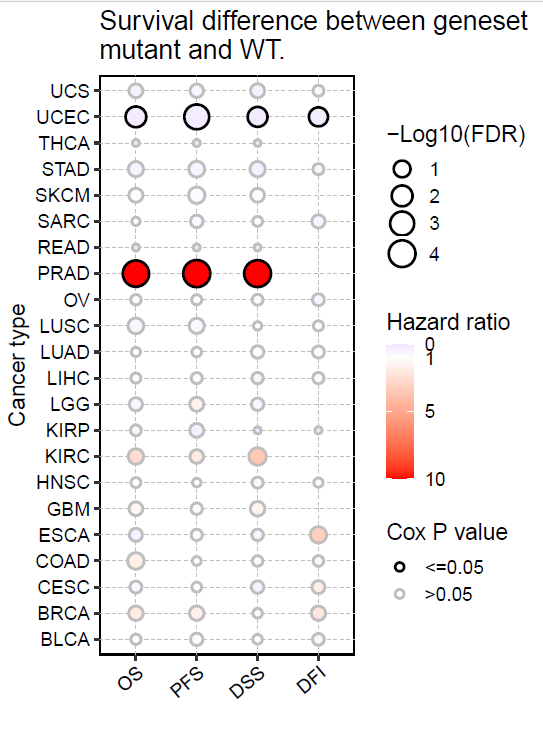 Survival difference between geneset
mutant and WT.
Cancer type
UCS
UCEC
THCA
STAD
SKCM
SARC
READ
PRAD
OV
LUSC
LUAD
LIHC
LGG
KIRP
KIRC
HNSC
GBM
ESCA
COAD
CESC
BRCA
BLCA
OS PFS DSS DFI
−Log10(FDR)
1
2
3
4
Hazard ratio
0
1
5
10
Cox P value
<=0.05
>0.05